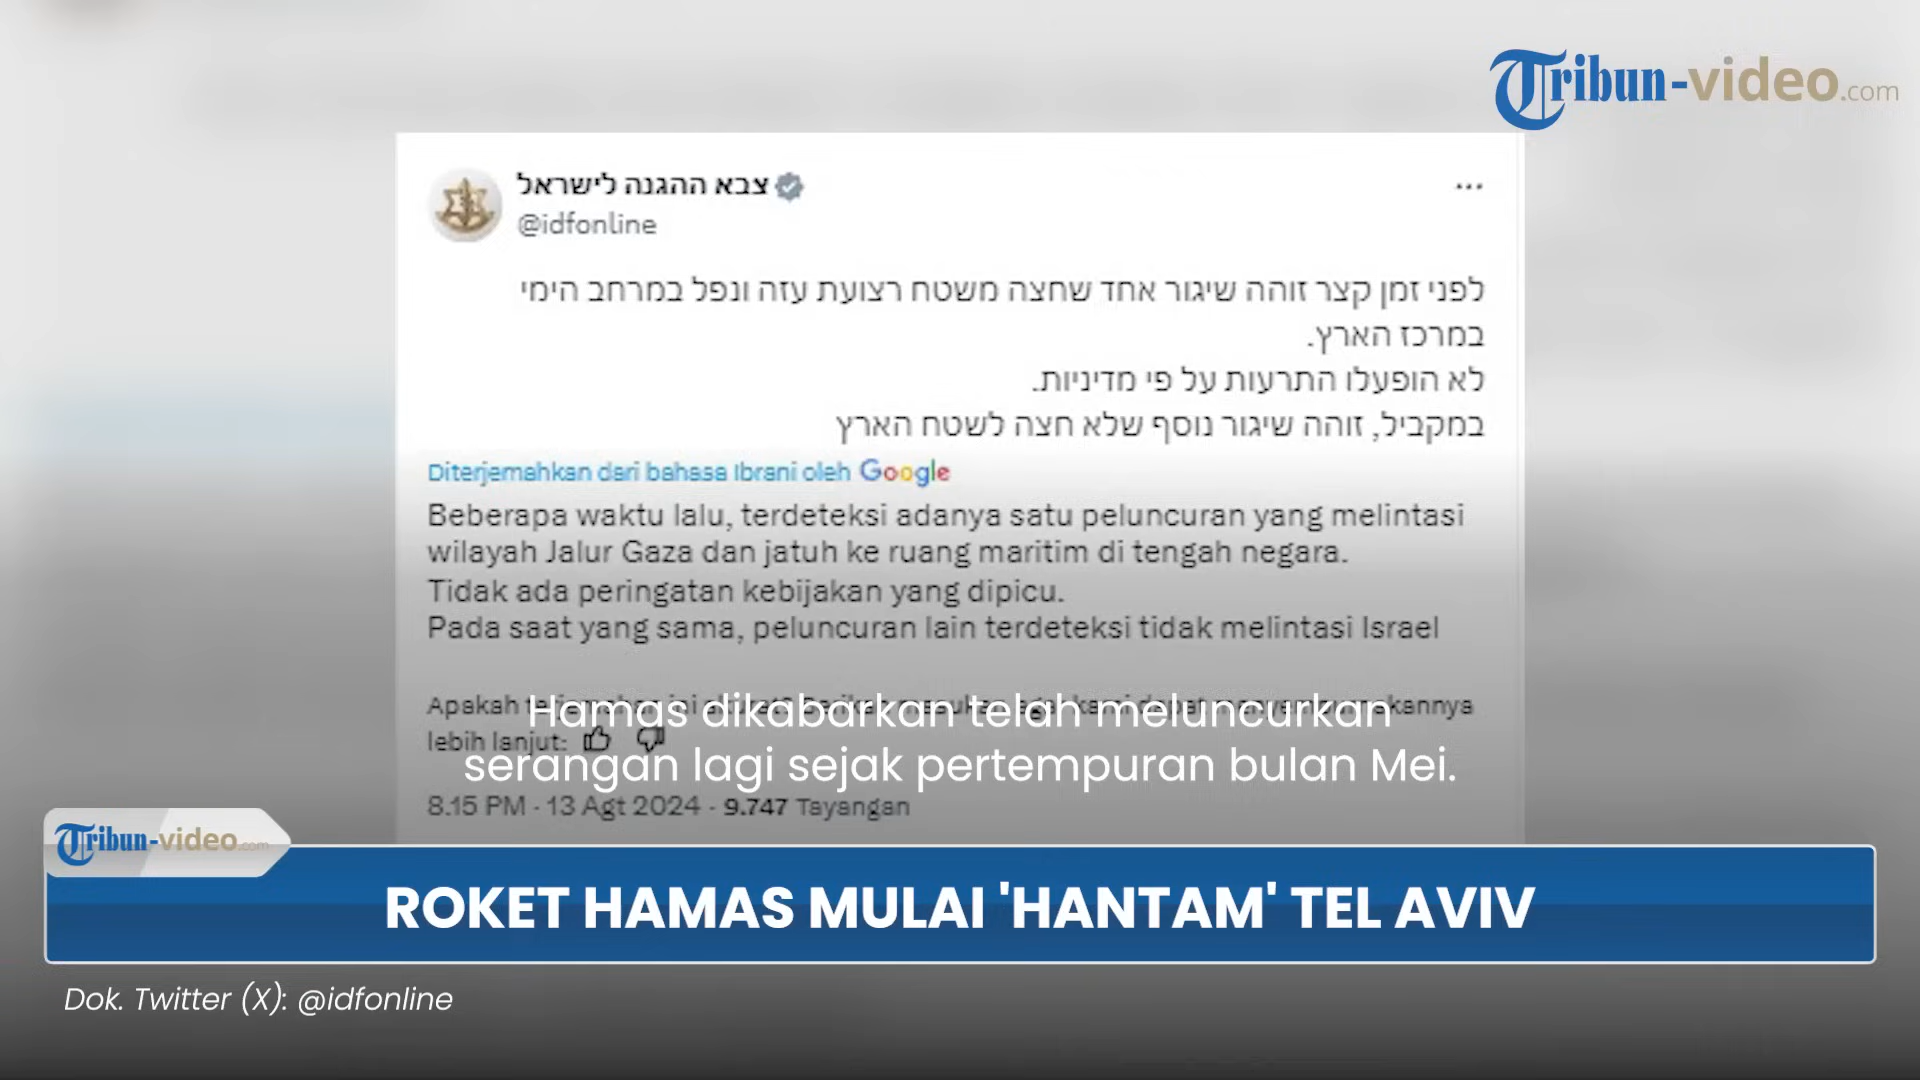 Tribun-video.com
צבא ההגנה לישראל
@idfonline
לפני זמן קצר זוהה שיגור אחד שחצה משטח רצועת עזה ונפל במרחב הימי
במרכז הארץ.
לא הופעלו התרעות על פי מדיניות.
במקביל, זוהה שיגור נוסף שלא חצה לשטח הארץ
Diterjemahkan dari bahasa Ibrani oleh Google
Beberapa waktu lalu, terdeteksi adanya satu peluncuran yang melintasi
wilayah Jalur Gaza dan jatuh ke ruang maritim di tengah negara.
Tidak ada peringatan kebijakan yang dipicu.
Pada saat yang sama, peluncuran lain terdeteksi tidak melintasi Israel
Apakah
lebih lanjut:
Hamas dikabarkan telah meluncurkan
serangan lagi sejak pertempuran bulan Mei.
8.15 PM · 13 Agt 2024 · 9.747 Tayangan
Tribun-video.com
ROKET HAMAS MULAI 'HANTAM' TEL AVIV
Dok. Twitter (X): @idfonline